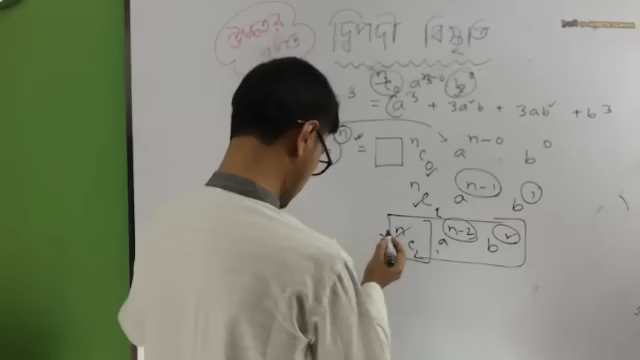 উচ্চতর গণিত
দ্বিপদী বিস্তৃতি
ⁿC₀ aⁿ⁻⁰ b⁰
3 = a³ + 3a²b + 3ab² + b³
n = □ ⁿC₀ aⁿ⁻⁰ . b⁰
ⁿC₁ aⁿ⁻¹ b¹
ⁿC₂ aⁿ⁻² b²